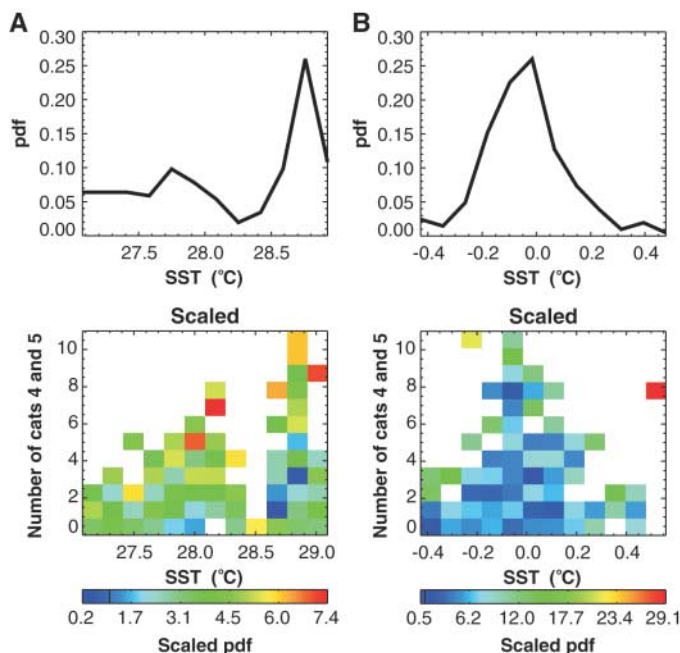 A
B
0.30
0.25
0.20
0.15
0.10
0.05
0.00
pdf
27.5 28.0 28.5
SST (°C)
0.30
0.25
0.20
0.15
0.10
0.05
0.00
pdf
-0.4 -0.2 0.0 0.2 0.4
SST (°C)
Scaled
10
8
6
4
2
0
Number of cats 4 and 5
27.5 28.0 28.5 29.0
SST (°C)
0.2 1.7 3.1 4.5 6.0 7.4
Scaled pdf
Scaled
10
8
6
4
2
0
Number of cats 4 and 5
-0.4 -0.2 0.0 0.2 0.4
SST (°C)
0.5 6.2 12.0 17.7 23.4 29.1
Scaled pdf